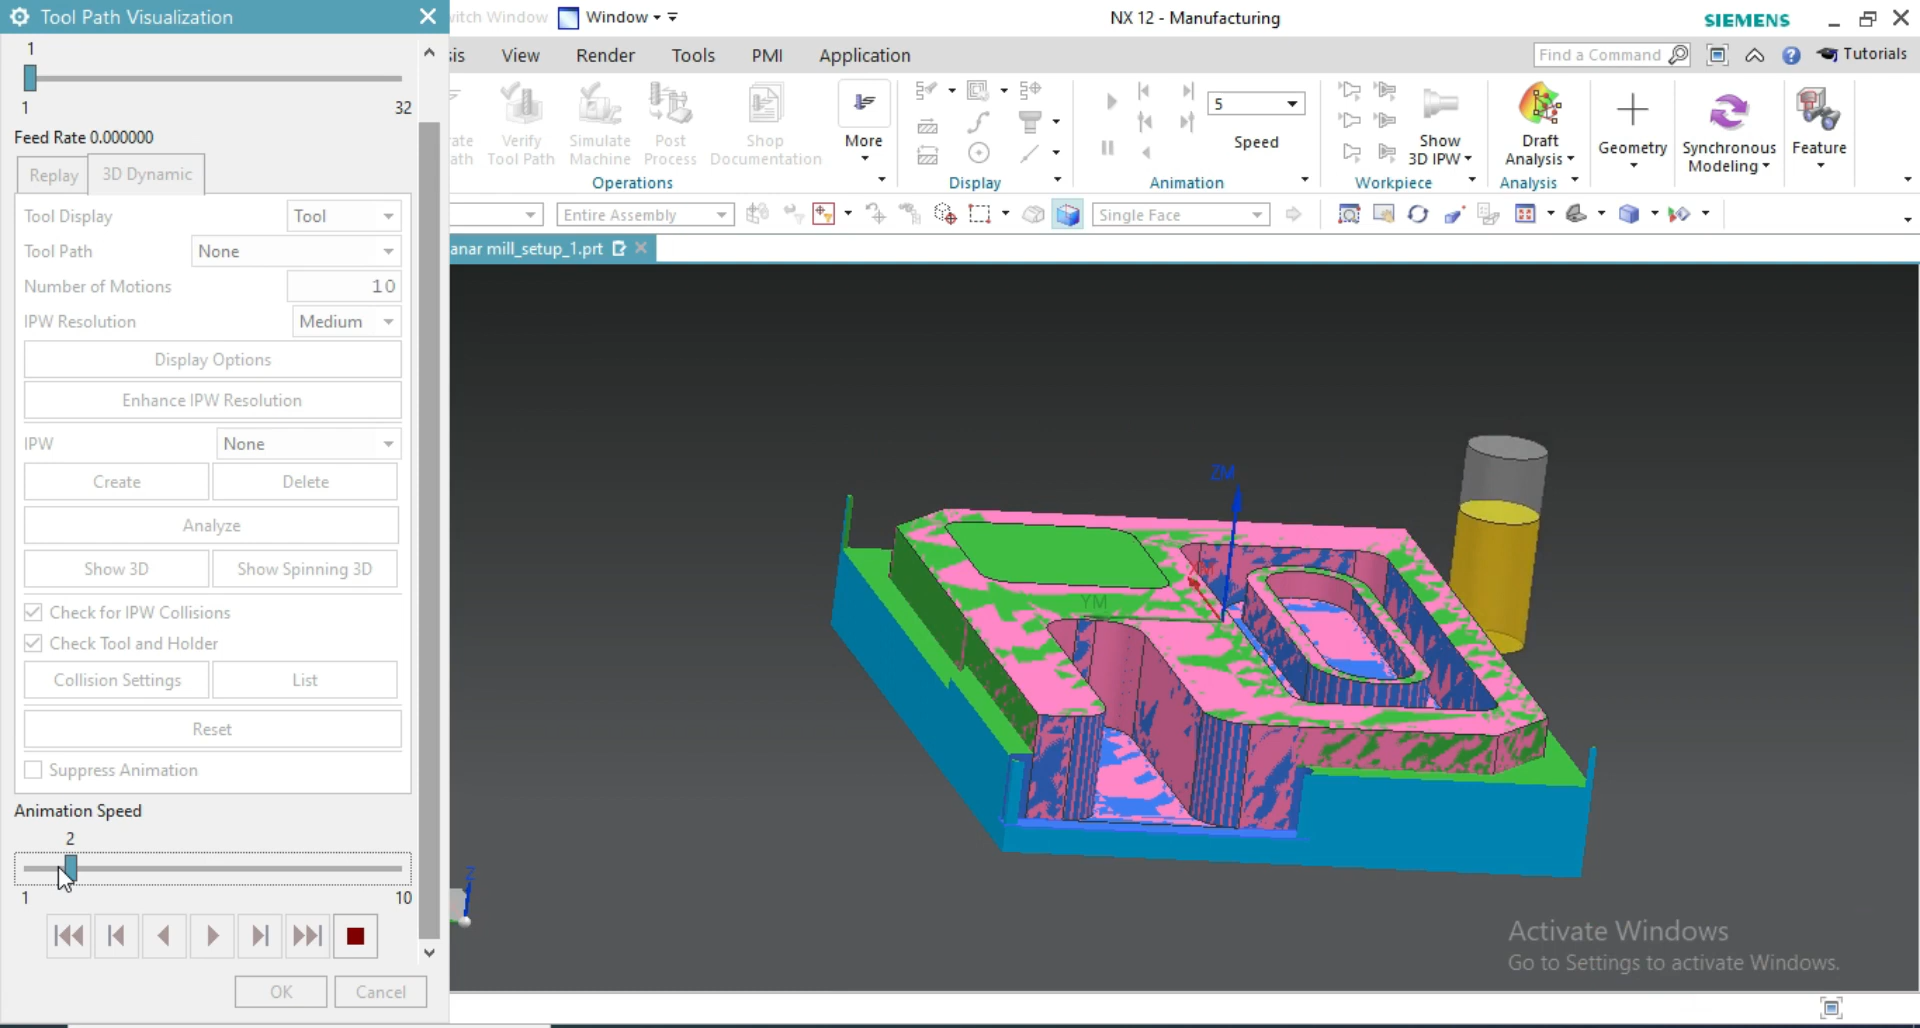 Tool Path Visualization
Window
NX 12 - Manufacturing
SIEMENS
View
Render
Tools
PMI
Application
Find a Command
Tutorials
1
1
32
Feed Rate 0.000000
Replay
3D Dynamic
Tool Display
Tool
Tool Path
None
Number of Motions
10
IPW Resolution
Medium
Display Options
Enhance IPW Resolution
IPW
None
Create
Delete
Analyze
Show 3D
Show Spinning 3D
Check for IPW Collisions
Check Tool and Holder
Collision Settings
List
Reset
Suppress Animation
Animation Speed
2
1
10
OK
Cancel
Verify
Tool Path
Simulate
Machine
Post
Process
Shop
Documentation
More
Operations
Display
5
Speed
Animation
Show
3D IPW
Workpiece
Draft
Analysis
Analysis
Geometry
Synchronous
Modeling
Feature
Entire Assembly
Single Face
anar mill_setup_1.prt
ZM
YM
Z
Activate Windows
Go to Settings to activate Windows.